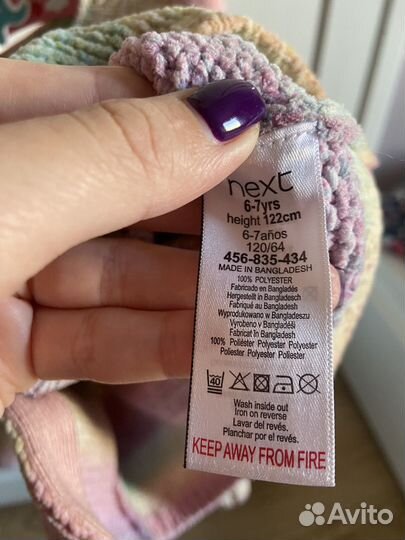 next
6-7yrs
height 122cm
6-7años
120/64
456-835-434
MADE IN BANGLADESH
100% POLYESTER
Fabricado en Bangladés
Hergestellt in Bangladesch
Fabriqué au Bangladesh
Wyprodukowano w Bangladeszu
Vyrobeno v Bangladéši
Fabricat în Bangladesh
100% Poliéster Polyester Polyester
Poliester Polyester Poliester
40
Wash inside out
Iron on reverse
Lavar del revés.
Planchar por el revés.
KEEP AWAY FROM FIRE
Avito